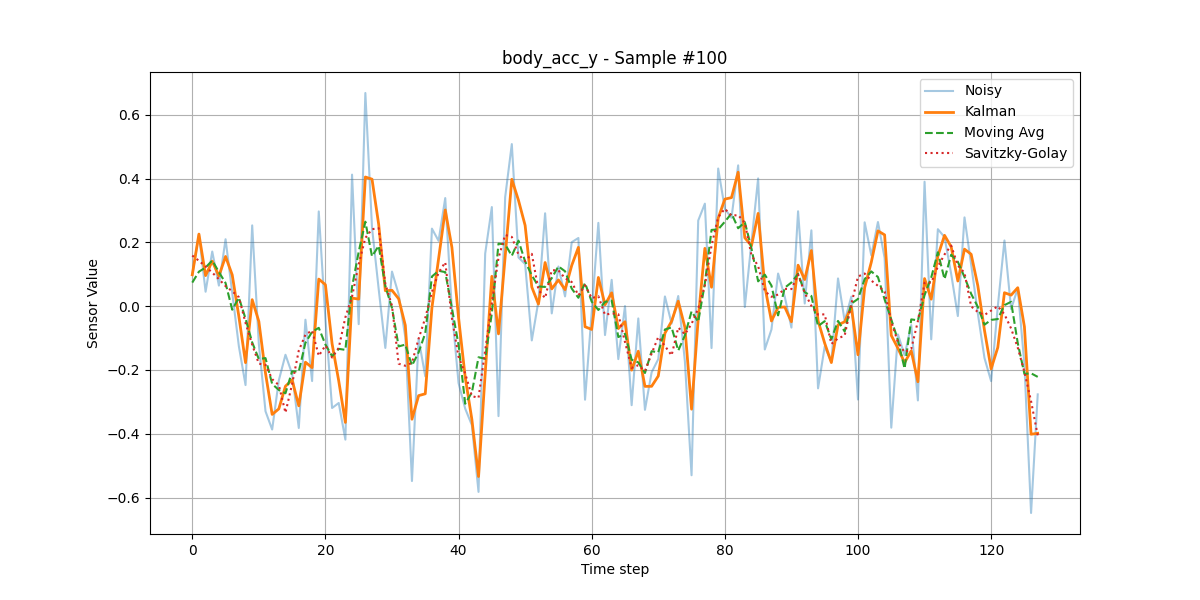 body_acc_y - Sample #100
Noisy
Kalman
Moving Avg
Savitzky-Golay
Sensor Value
0.6
0.4
0.2
0.0
−0.2
−0.4
−0.6
0 20 40 60 80 100 120
Time step